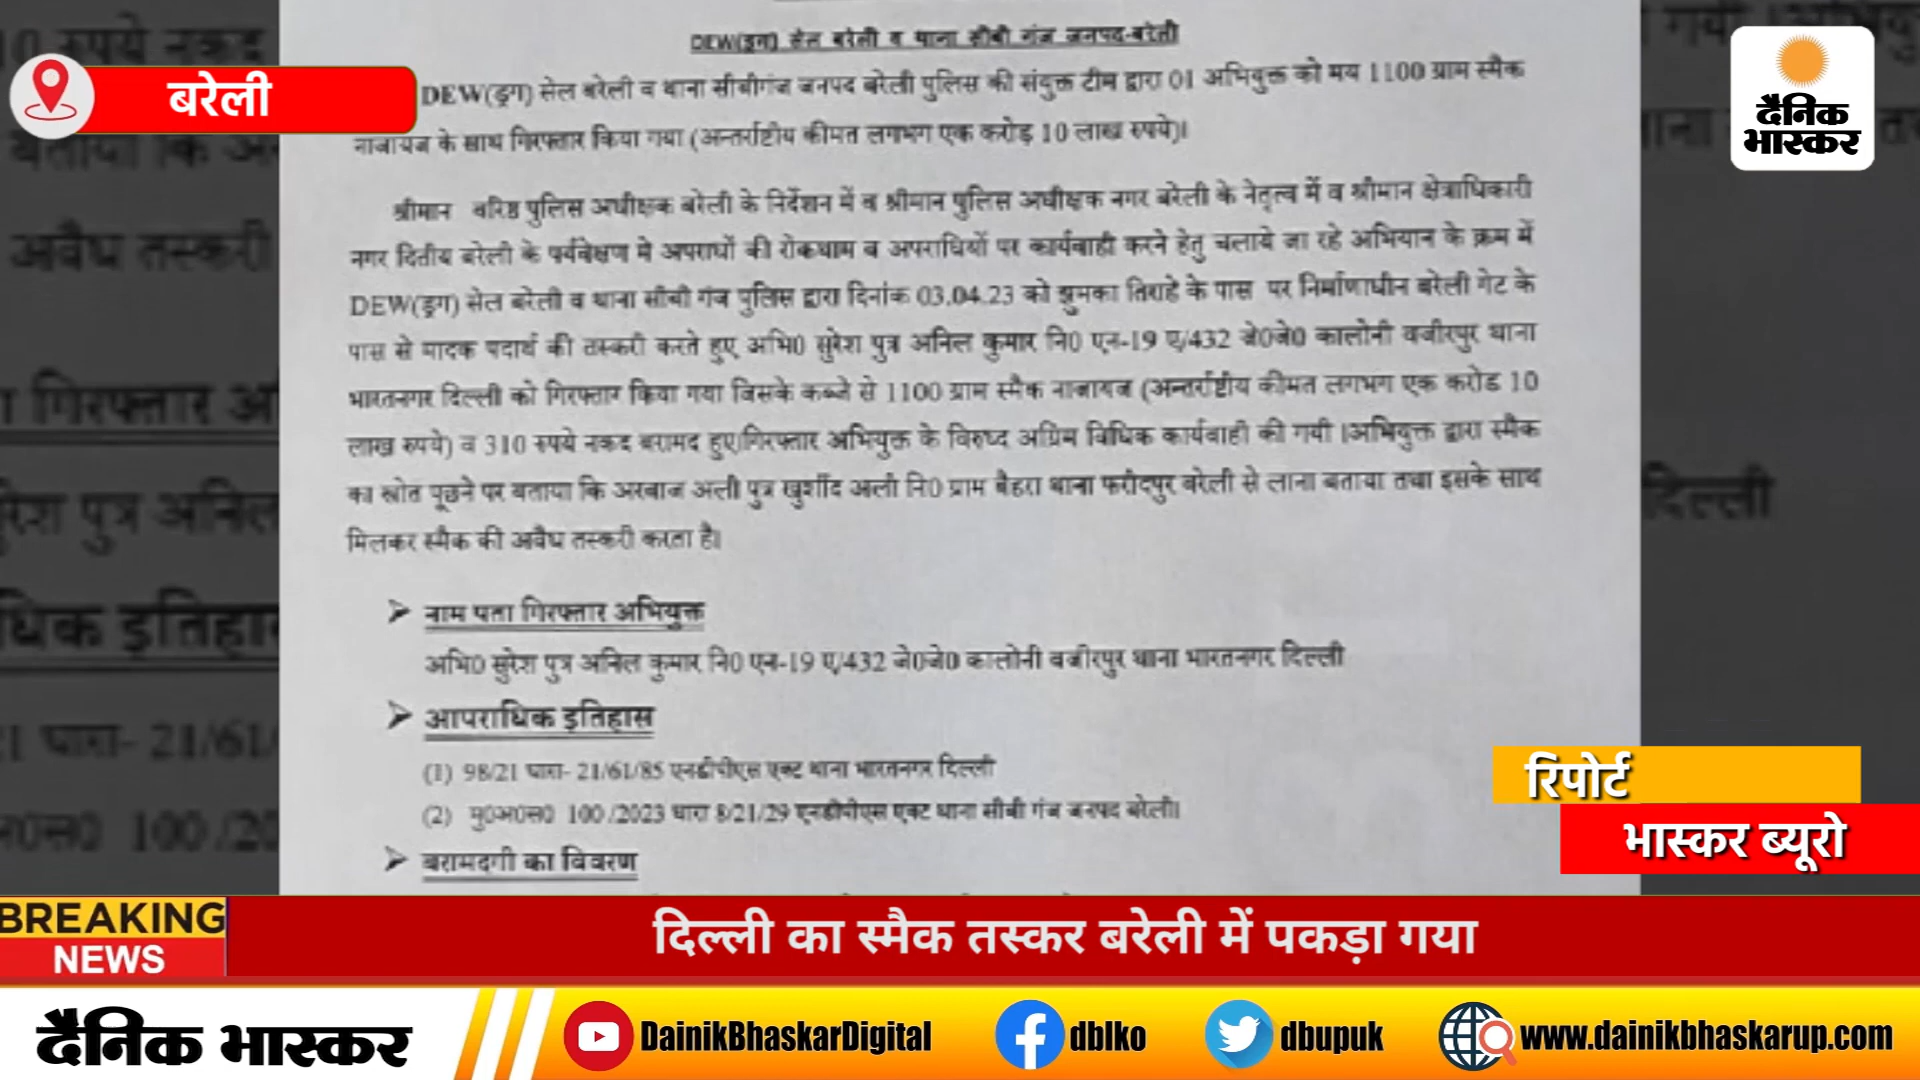 DEW(ड्रग) सेल बरेली व थाना सीबी गंज जनपद-बरेली
DEW(ड्रग) सेल बरेली व थाना सीबीगंज जनपद बरेली पुलिस की संयुक्त टीम द्वारा 01 अभियुक्त को मय 1100 ग्राम स्मैक
नाजायज के साथ गिरफ्तार किया गया (अन्तर्राष्टीय कीमत लगभग एक करोड़ 10 लाख रुपये)।
श्रीमान वरिष्ठ पुलिस अधीक्षक बरेली के निर्देशन में व श्रीमान पुलिस अधीक्षक नगर बरेली के नेतृत्व में व श्रीमान क्षेत्राधिकारी
नगर दितीय बरेली के पर्यवेक्षण मे अपराधों की रोकथाम व अपराधियों पर कार्यवाही करने हेतु चलाये जा रहे अभियान के क्रम में
DEW(ड्रग) सेल बरेली व थाना सीबी गंज पुलिस द्वारा दिनांक 03.04.23 को झुमका तिराहे के पास पर निर्माणाधीन बरेली गेट के
पास से मादक पदार्थ की तस्करी करते हुए अभि0 सुरेश पुत्र अनिल कुमार नि0 एन-19 ए/432 जे0जे0 कालोनी वजीरपुर थाना
भारतनगर दिल्ली को गिरफ्तार किया गया जिसके कब्जे से 1100 ग्राम स्मैक नाजायज (अन्तर्राष्टीय कीमत लगभग एक करोड 10
लाख रुपये) व 310 रुपये नकद बरामद हुए।गिरफ्तार अभियुक्त के विरुध्द अग्रिम विधिक कार्यवाही की गयी ।अभियुक्त द्वारा स्मैक
का स्त्रोत पूछने पर बताया कि अरबाज अली पुत्र खुर्शीद अली नि0 ग्राम बेहरा थाना फरीदपुर बरेली से लाना बताया तथा इसके साथ
मिलकर स्मैक की अवैध तस्करी करता है।
➤ नाम पता गिरफ्तार अभियुक्त
अभि0 सुरेश पुत्र अनिल कुमार नि0 एन-19 ए/432 जे0जे0 कालोनी वजीरपुर थाना भारतनगर दिल्ली
➤ आपराधिक इतिहास
(1) 98/21 धारा- 21/61/85 एनडीपीएस एक्ट थाना भारतनगर दिल्ली
(2) मु0अ0स0 100 /2023 धारा 8/21/29 एनडीपीएस एक्ट थाना सीबी गंज जनपद बरेली।
➤ बरामदगी का विवरण
बरेली
दैनिक
भास्कर
रिपोर्ट
भास्कर ब्यूरो
BREAKING
NEWS
दिल्ली का स्मैक तस्कर बरेली में पकड़ा गया
दैनिक भास्कर
DainikBhaskarDigital
dblko
dbupuk
www.dainikbhaskarup.com